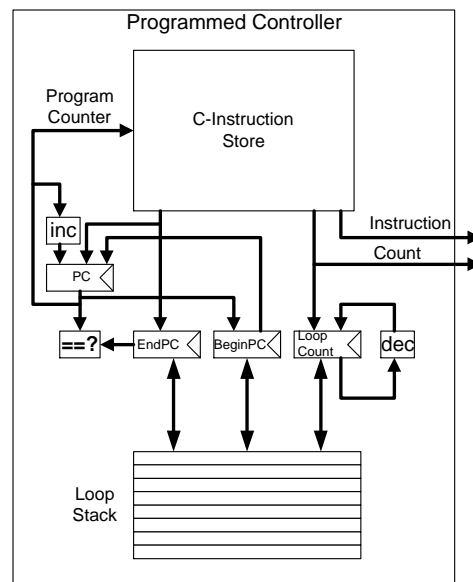 Programmed Controller
Program
Counter
C-Instruction
Store
Instruction
inc
Count
PC
==?
EndPC
BeginPC
Loop
Count
dec
Loop
Stack